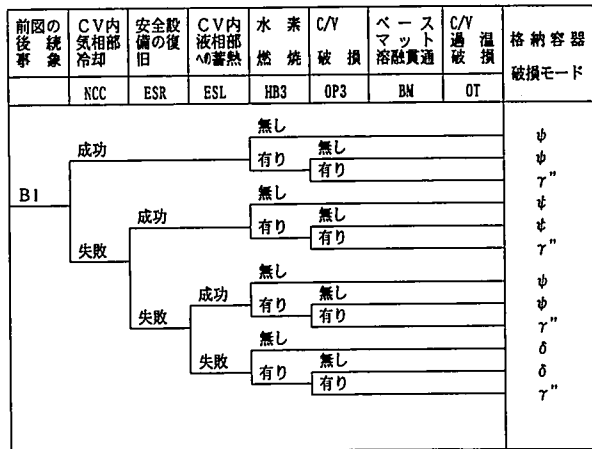 前図の後続事象
CV内気相部冷却
安全設備の復旧
CV内液相部への蓄熱
水素燃焼
C/V破損
ベースマット溶融貫通
C/V過温破損
格納容器破損モード
NCC ESR ESL HB3 OP3 BM OT
無し ψ
成功 無し ψ
有り 有り γ"
B1
無し ψ
成功 無し ψ
有り 有り γ"
失敗
無し ψ
成功 無し ψ
有り 有り γ"
失敗
無し δ
失敗 無し δ
有り 有り γ"